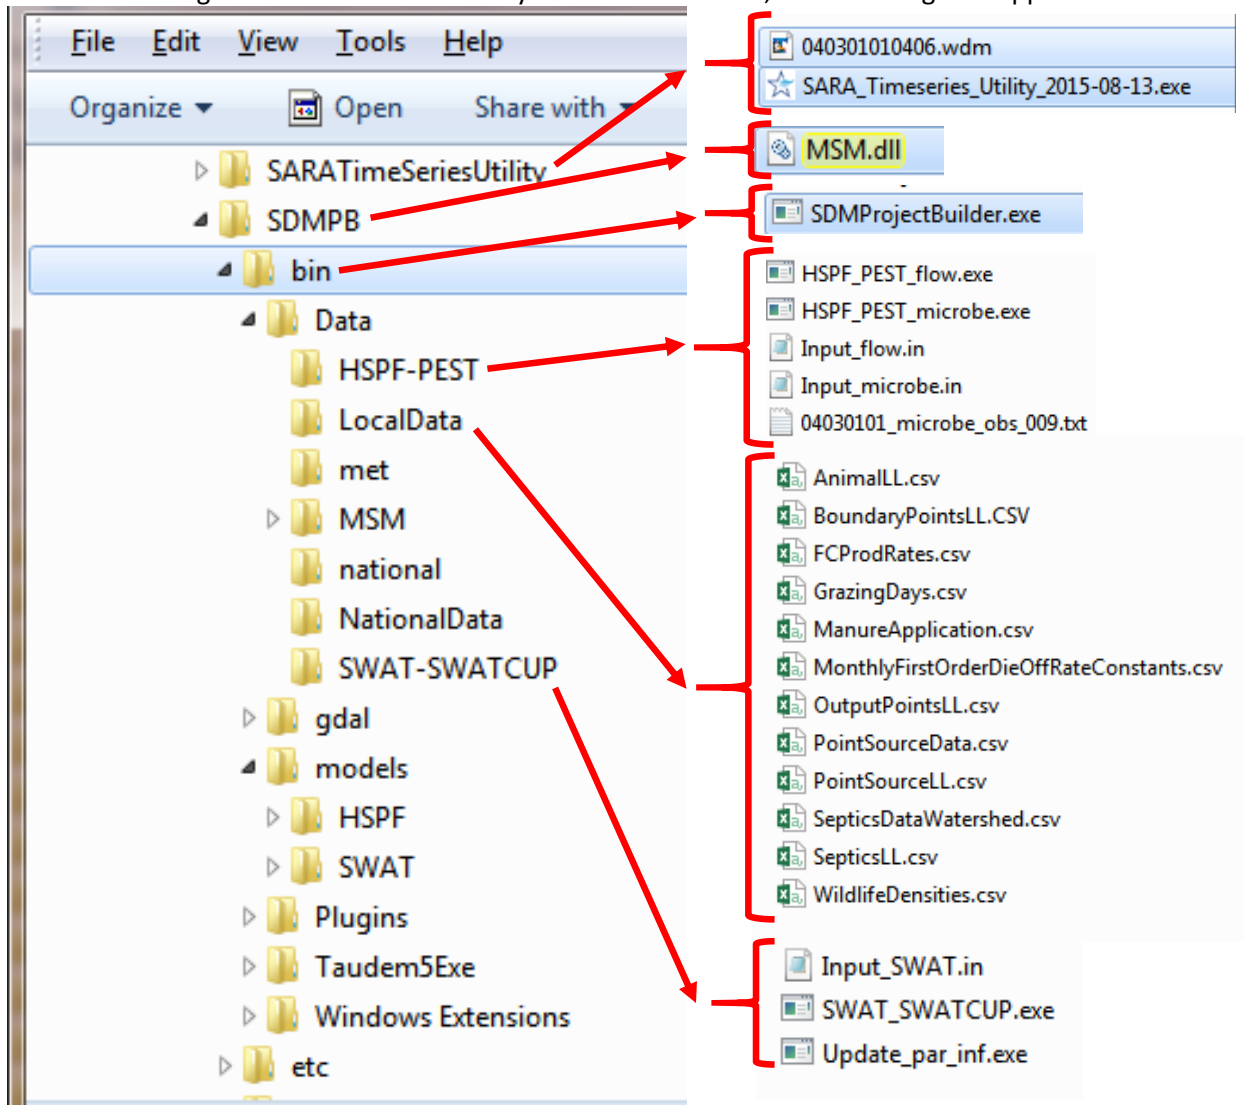 File Edit View Tools Help
Organize Open Share with
SARATimeSeriesUtility
SDMPB
bin
Data
HSPF-PEST
LocalData
met
MSM
national
NationalData
SWAT-SWATCUP
gdal
models
HSPF
SWAT
Plugins
Taudem5Exe
Windows Extensions
etc
040301010406.wdm
SARA_Timeseries_Utility_2015-08-13.exe
MSM.dll
SDMProjectBuilder.exe
HSPF_PEST_flow.exe
HSPF_PEST_microbe.exe
Input_flow.in
Input_microbe.in
04030101_microbe_obs_009.txt
AnimalLL.csv
BoundaryPointsLL.CSV
FCProdRates.csv
GrazingDays.csv
ManureApplication.csv
MonthlyFirstOrderDieOffRateConstants.csv
OutputPointsLL.csv
PointSourceData.csv
PointSourceLL.csv
SepticsDataWatershed.csv
SepticsLL.csv
WildlifeDensities.csv
Input_SWAT.in
SWAT_SWATCUP.exe
Update_par_inf.exe